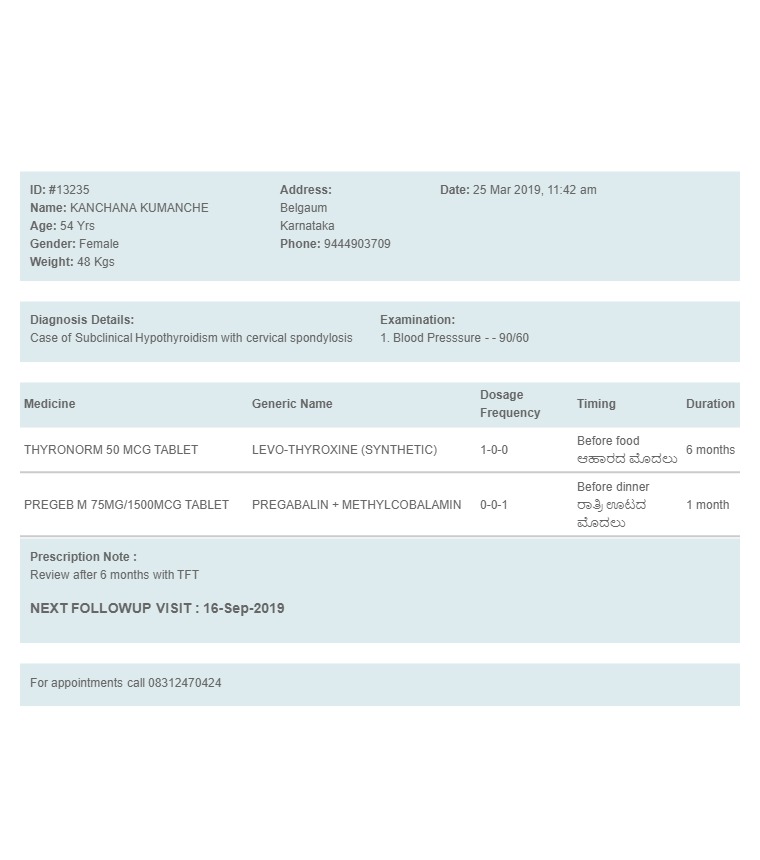 ID: #13235
Name: KANCHANA KUMANCHE
Age: 54 Yrs
Gender: Female
Weight: 48 Kgs
Address:
Belgaum
Karnataka
Phone: 9444903709
Date: 25 Mar 2019, 11:42 am
Diagnosis Details:
Case of Subclinical Hypothyroidism with cervical spondylosis
Examination:
1. Blood Presssure - - 90/60
Medicine Generic Name Dosage Frequency Timing Duration
THYRONORM 50 MCG TABLET LEVO-THYROXINE (SYNTHETIC) 1-0-0 Before food 6 months
ಆಹಾರದ ಮೊದಲು
PREGEB M 75MG/1500MCG TABLET PREGABALIN + METHYLCOBALAMIN 0-0-1 Before dinner 1 month
ರಾತ್ರಿ ಊಟದ
ಮೊದಲು
Prescription Note :
Review after 6 months with TFT
NEXT FOLLOWUP VISIT : 16-Sep-2019
For appointments call 08312470424